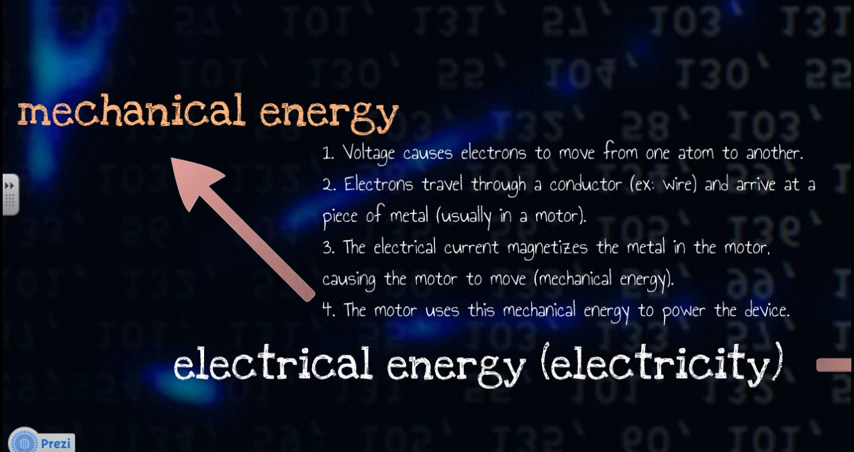 mechanical energy
1. Voltage causes electrons to move from one atom to another.
2. Electrons travel through a conductor (ex: wire) and arrive at a
piece of metal (usually in a motor).
3. The electrical current magnetizes the metal in the motor,
causing the motor to move (mechanical energy).
4. The motor uses this mechanical energy to power the device.
electrical energy (electricity)
Prezi